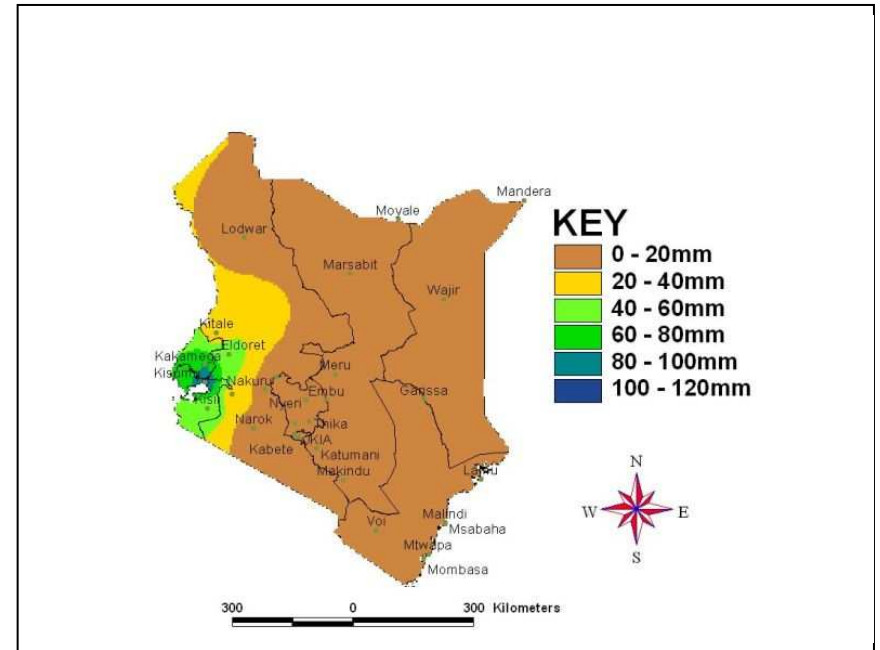 Mandera
Moyale
KEY
Lodwar
0 - 20mm
Marsabit
20 - 40mm
Wajir
40 - 60mm
Kitale
60 - 80mm
Eldoret
Kakamega
80 - 100mm
Kisumu
Meru
Nakuru
100 - 120mm
Garissa
Embu
Kisii
Nyeri
Narok
Thika
JKIA
Kabete
Katumani
N
Makindu
Lamu
W
E
Malindi
Voi
Msabaha
S
Mtwapa
Mombasa
300 0 300 Kilometers